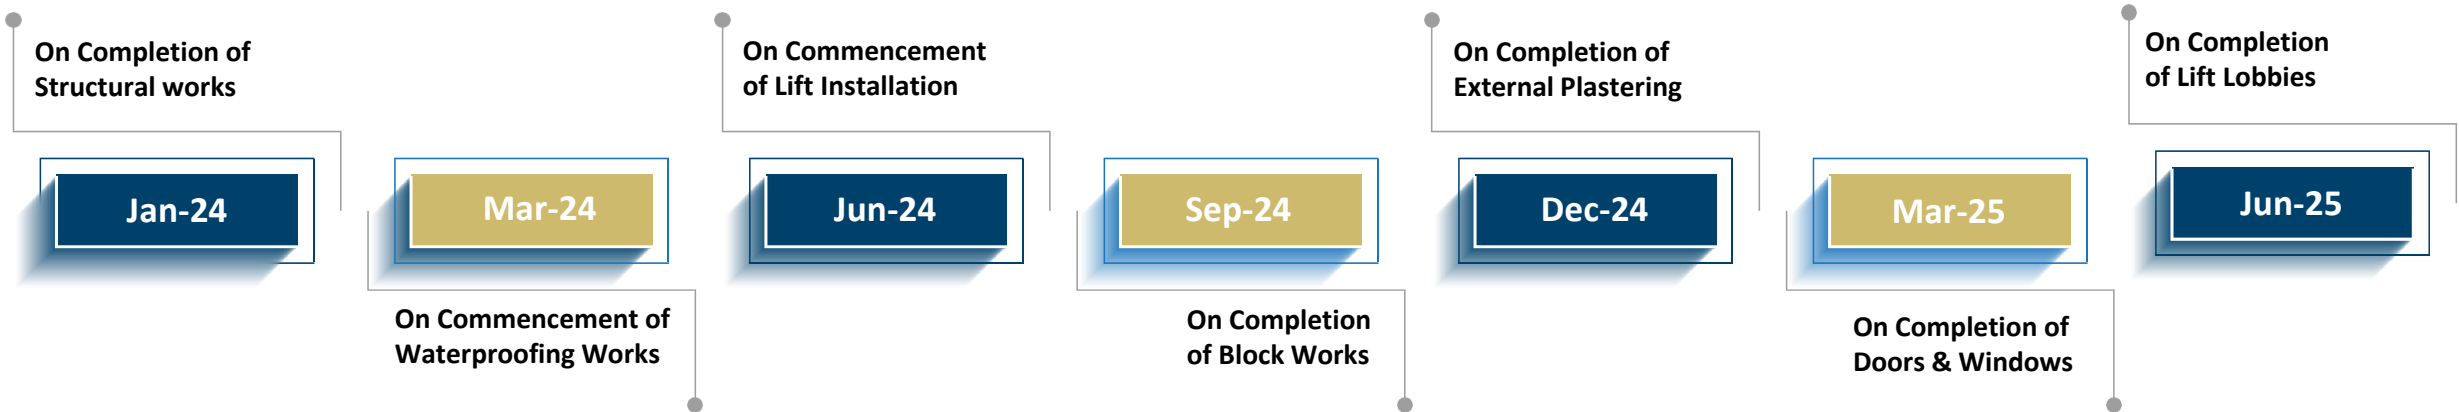 On Completion of
Structural works
Jan-24
Mar-24
On Commencement of
Waterproofing Works
On Commencement
of Lift Installation
Jun-24
Sep-24
On Completion
of Block Works
On Completion of
External Plastering
Dec-24
Mar-25
On Completion of
Doors & Windows
On Completion
of Lift Lobbies
Jun-25